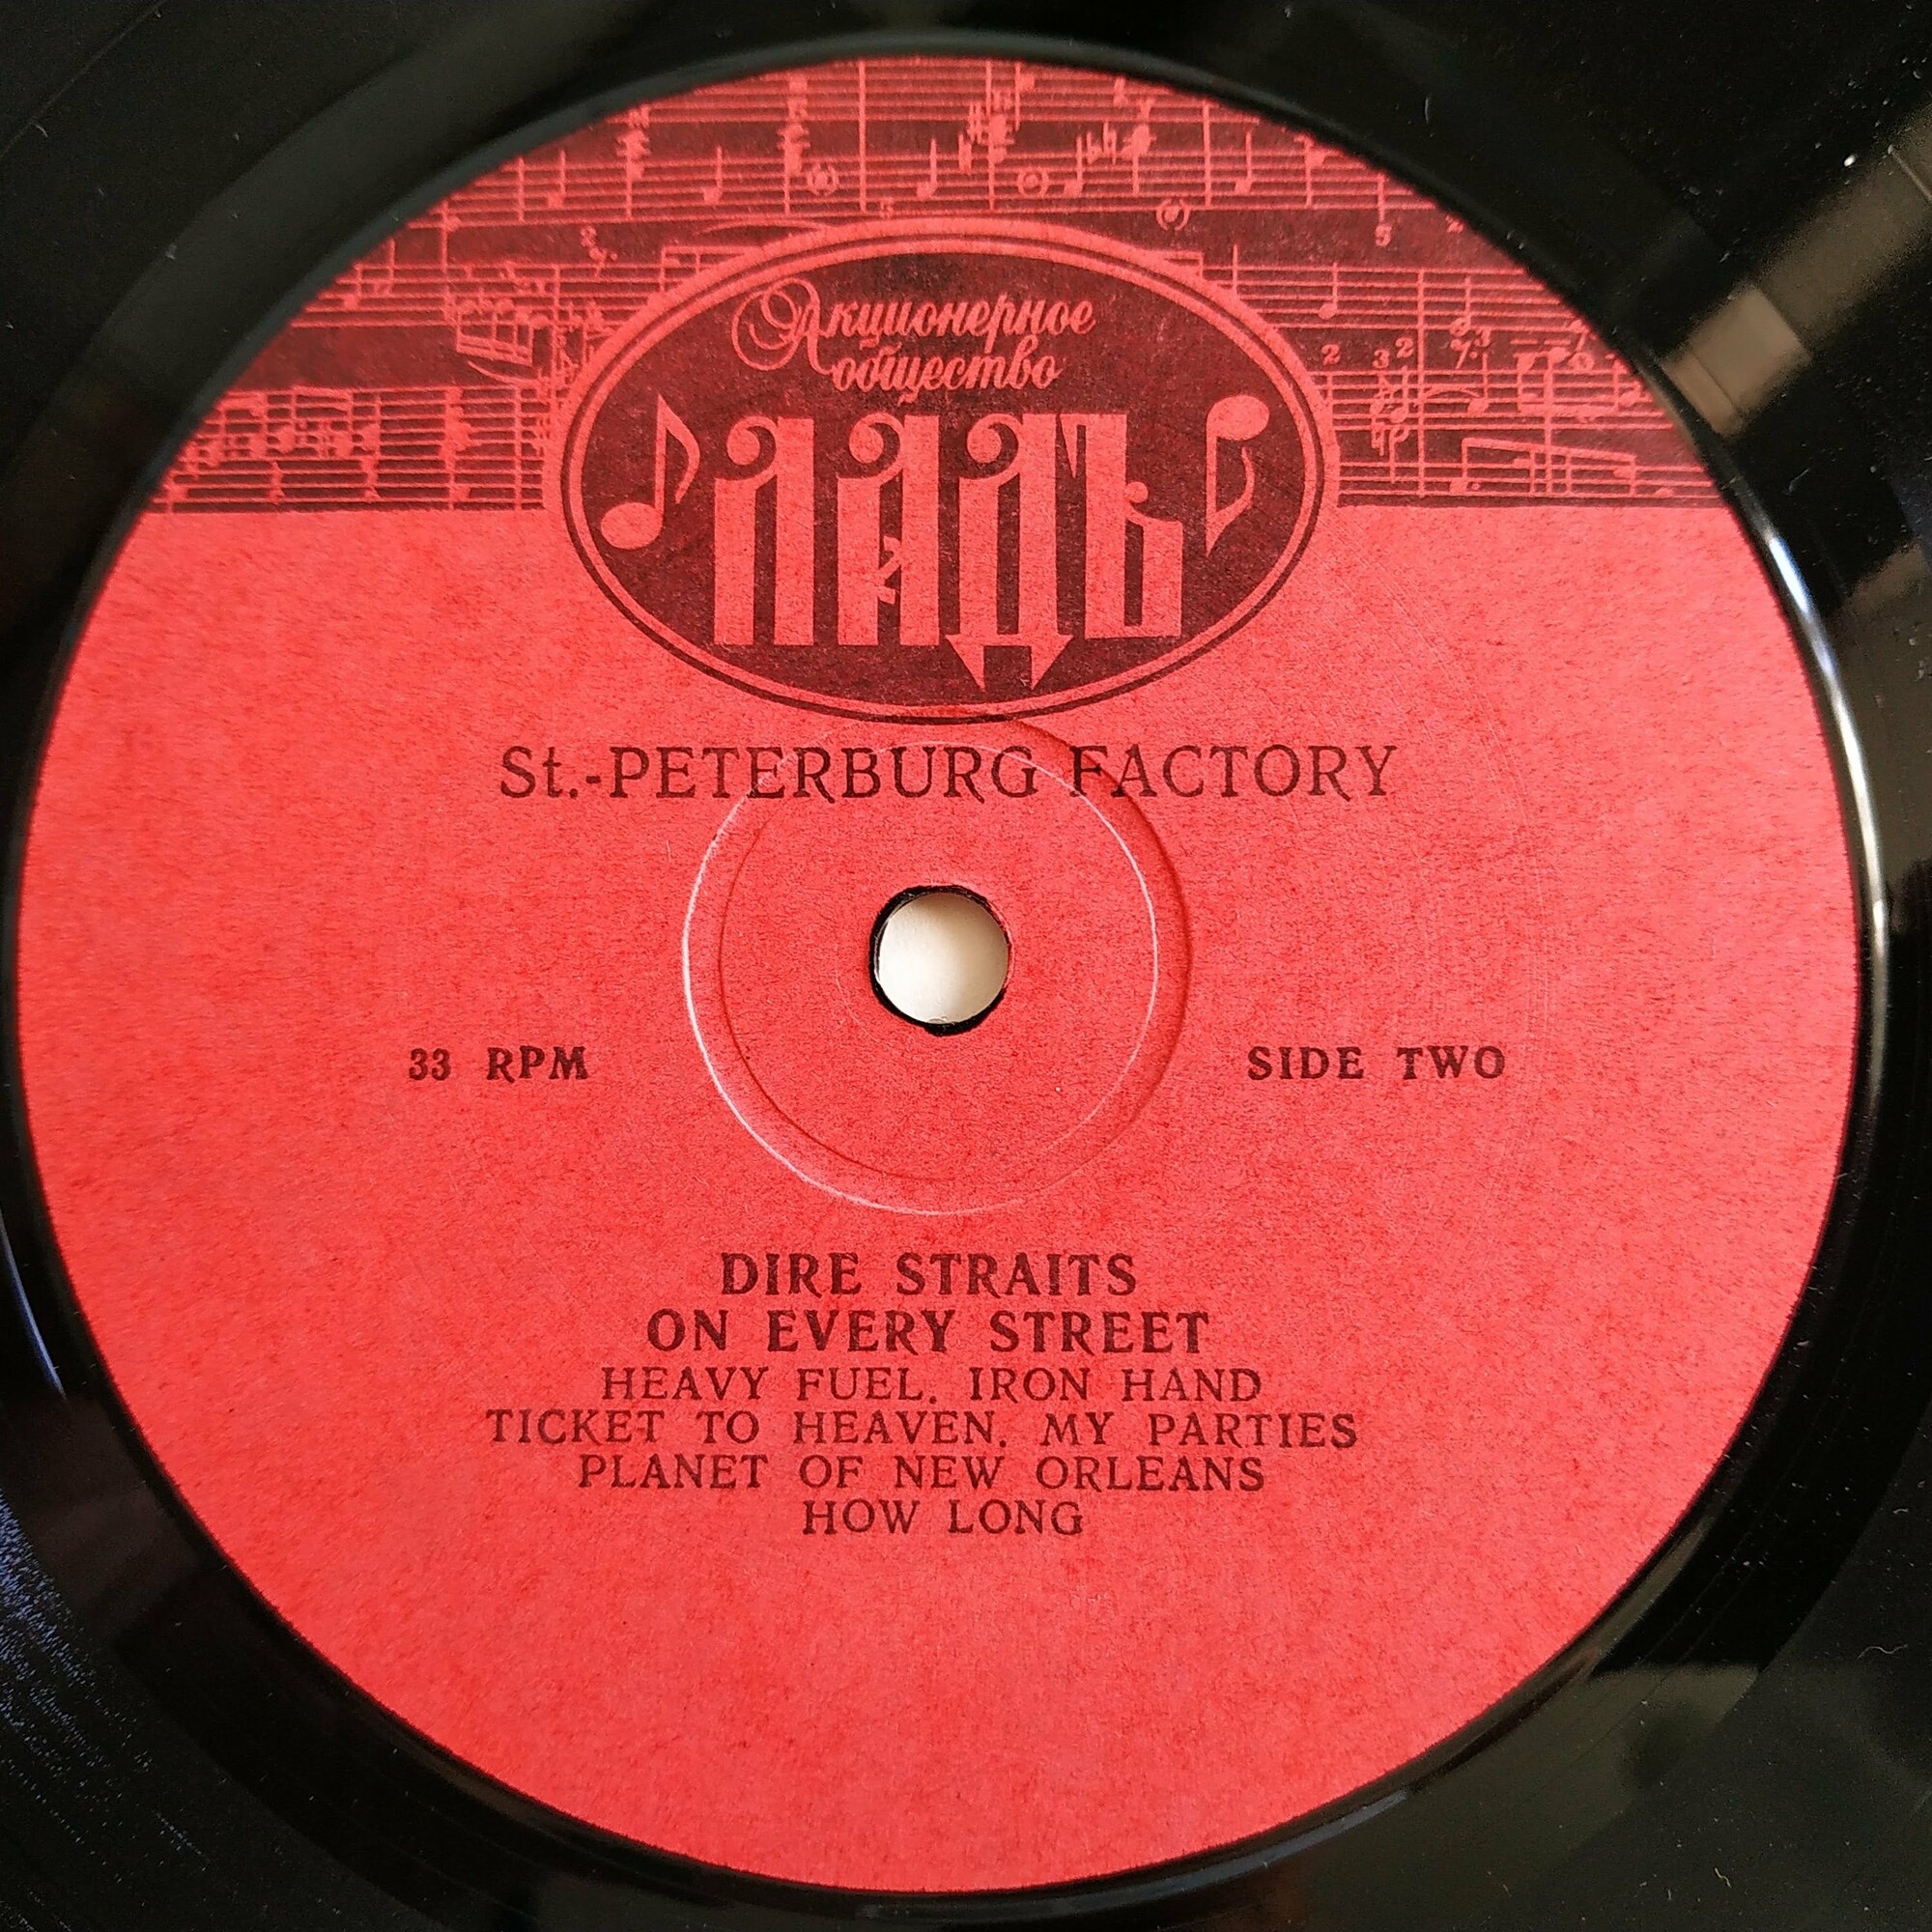 Акционерное
общество
ЛАДЪ
St.-PETERBURG FACTORY
33 RPM
SIDE TWO
DIRE STRAITS
ON EVERY STREET
HEAVY FUEL. IRON HAND
TICKET TO HEAVEN. MY PARTIES
PLANET OF NEW ORLEANS
HOW LONG